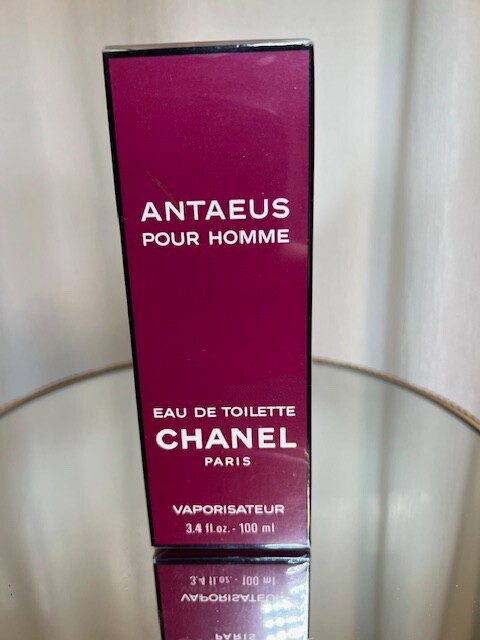 ANTAEUS
POUR HOMME
EAU DE TOILETTE
CHANEL
PARIS
VAPORISATEUR
3.4 fl.oz. - 100 ml